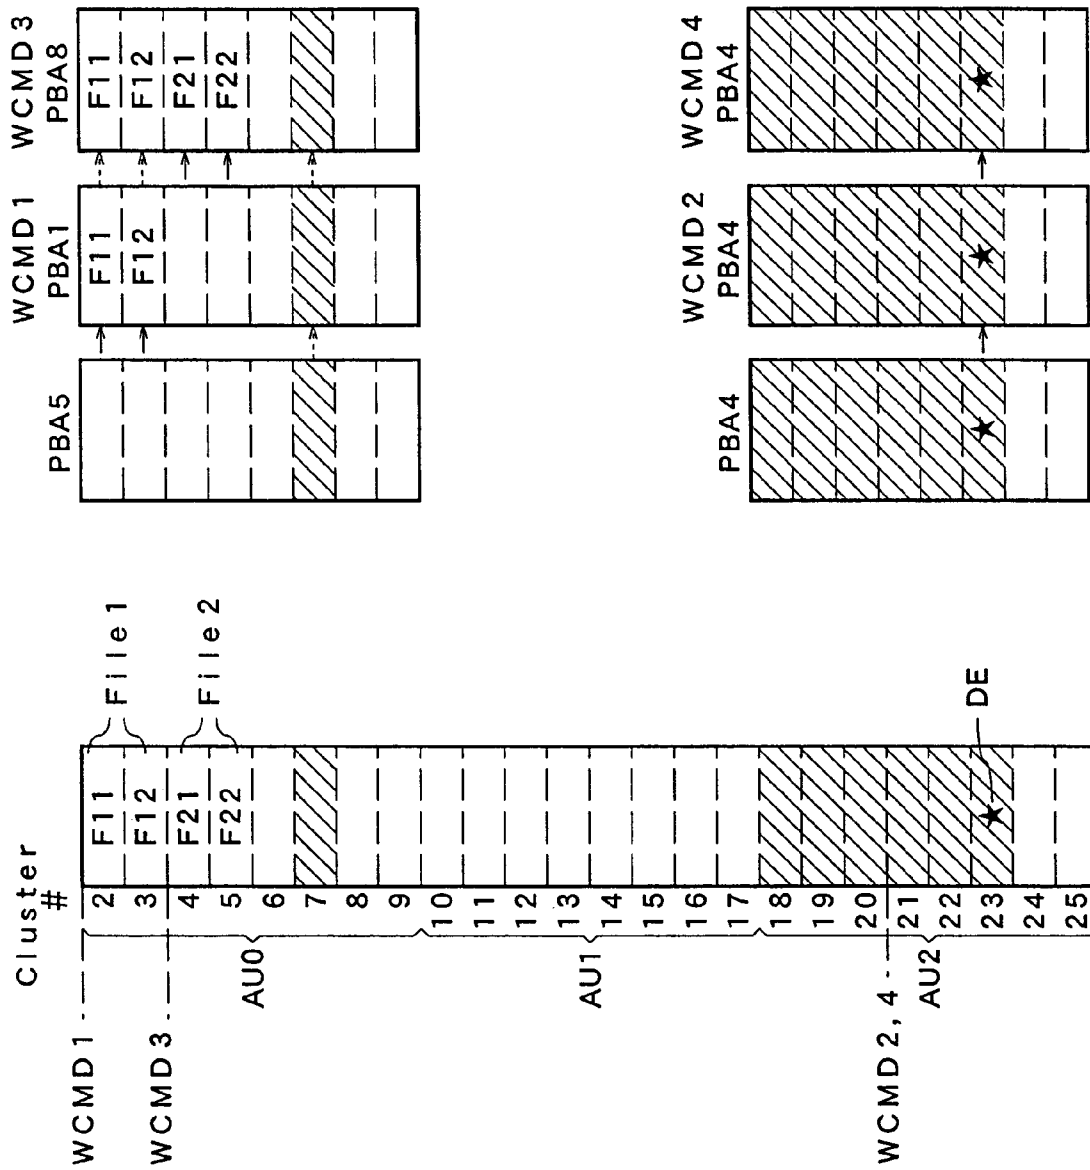 Cluster
#
WCMD1
WCMD3
WCMD2, 4
AU0
AU1
AU2
2
3
4
5
6
7
8
9
10
11
12
13
14
15
16
17
18
19
20
21
22
23
24
25
F11
F12
F21
F22
File1
File2
DE
PBA5
WCMD1
PBA1
F11
F12
WCMD3
PBA8
F11
F12
F21
F22
PBA4
WCMD2
PBA4
WCMD4
PBA4